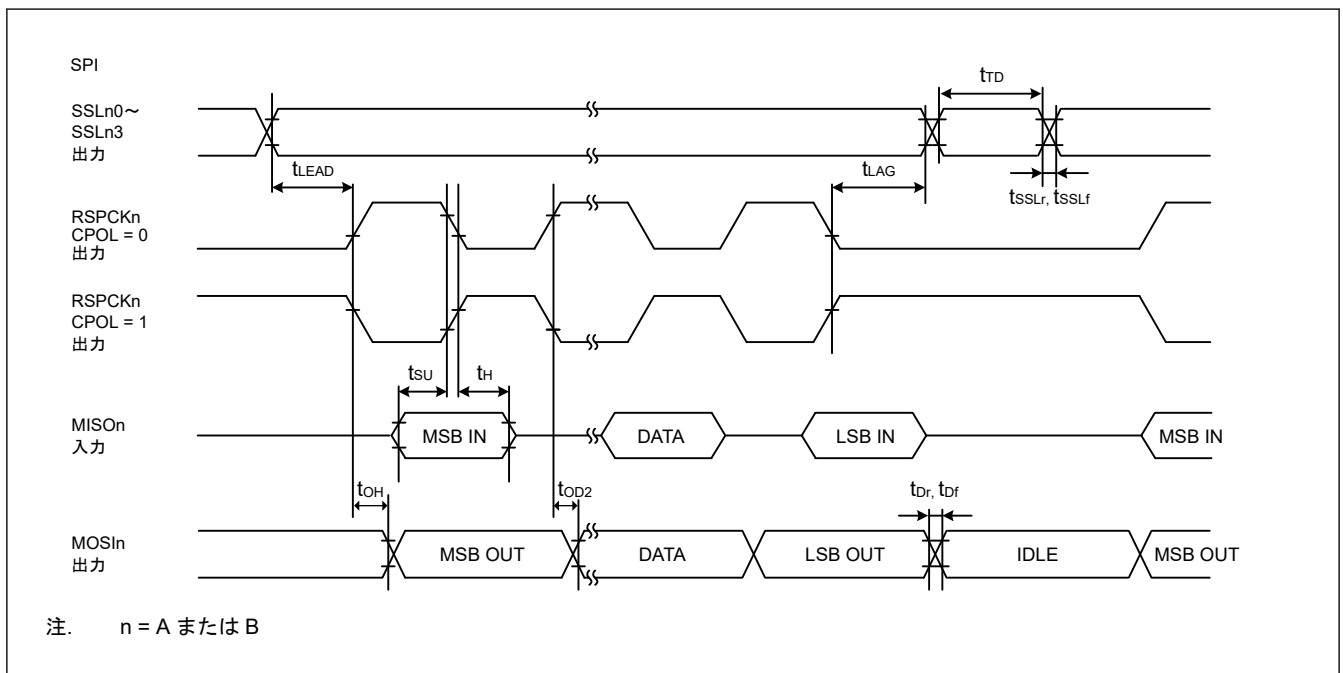 SPI
SSLn0～
SSLn3
出力
tTD
tLEAD
tLAG
tSSLr, tSSLf
RSPCKn
CPOL = 0
出力
RSPCKn
CPOL = 1
出力
tSU
tH
MISOn
入力
MSB IN
DATA
LSB IN
MSB IN
tOH
tOD2
tDr, tDf
MOSIn
出力
MSB OUT
DATA
LSB OUT
IDLE
MSB OUT
注. n = A または B